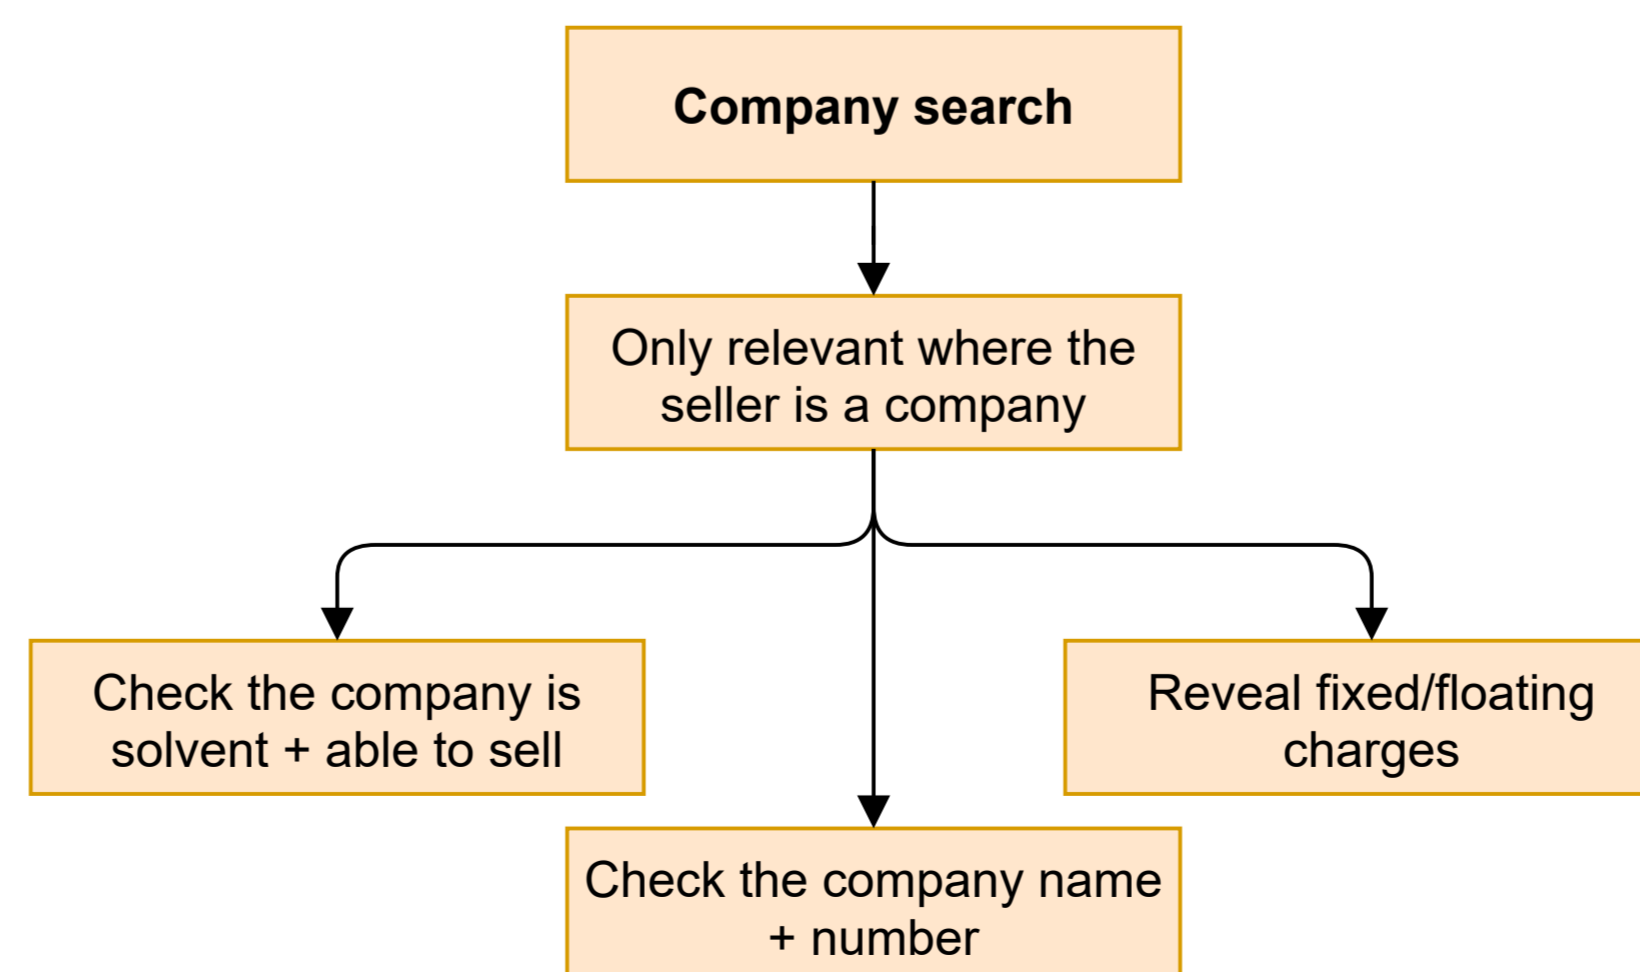 Company search
Only relevant where the
seller is a company
Check the company is
solvent + able to sell
Reveal fixed/floating
charges
Check the company name
+ number